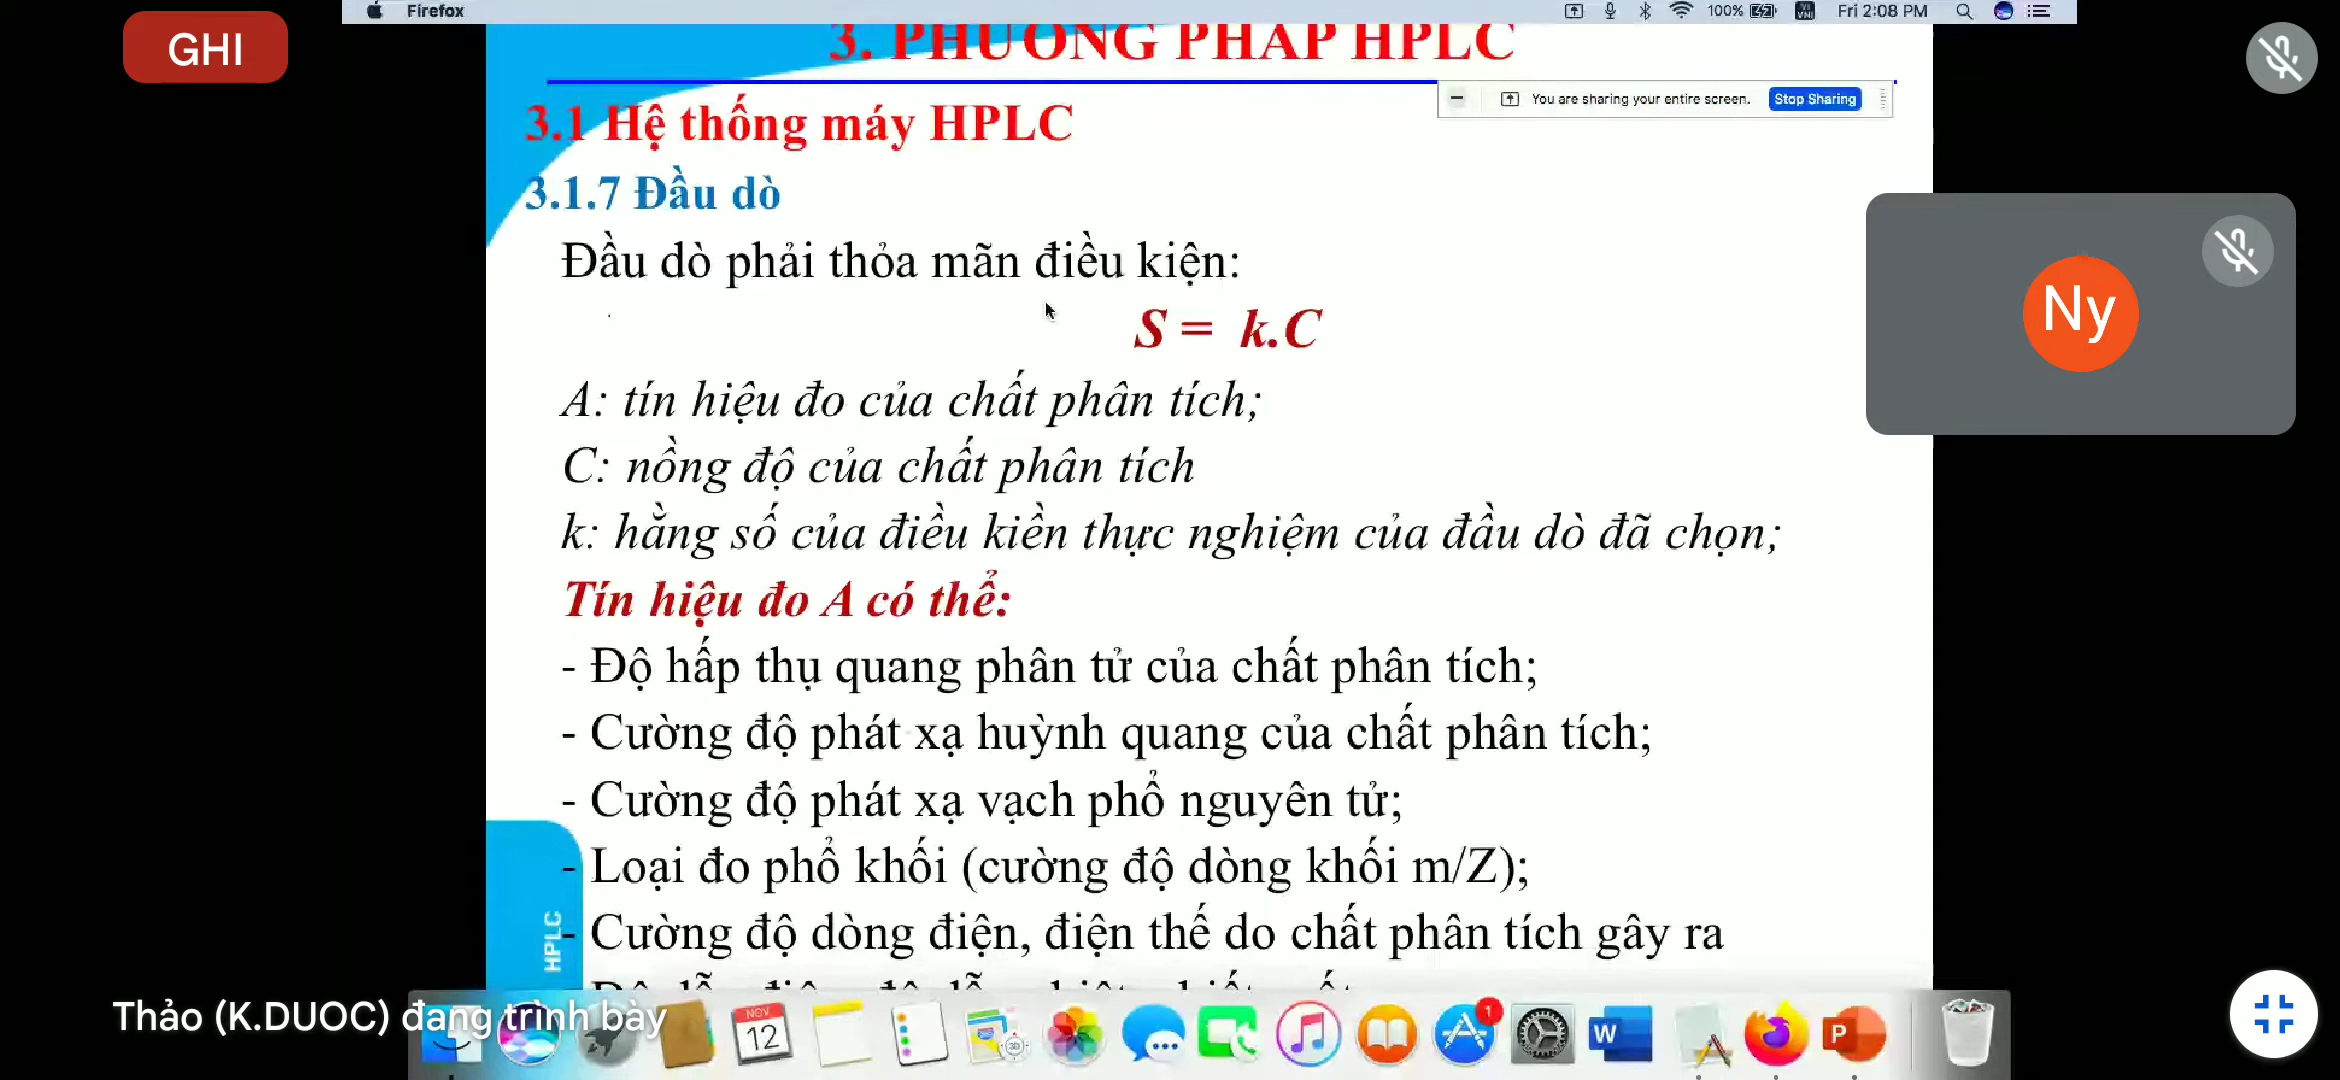 Firefox
100%
Fri 2:08 PM
GHI
3. PHƯƠNG PHÁP HPLC
You are sharing your entire screen.
Stop Sharing
3.1 Hệ thống máy HPLC
3.1.7 Đầu dò
Đầu dò phải thỏa mãn điều kiện:
S = k.C
Ny
A: tín hiệu đo của chất phân tích;
C: nồng độ của chất phân tích
k: hằng số của điều kiền thực nghiệm của đầu dò đã chọn;
Tín hiệu đo A có thể:
- Độ hấp thụ quang phân tử của chất phân tích;
- Cường độ phát xạ huỳnh quang của chất phân tích;
- Cường độ phát xạ vạch phổ nguyên tử;
- Loại đo phổ khối (cường độ dòng khối m/Z);
- Cường độ dòng điện, điện thế do chất phân tích gây ra
HPLC
Thảo (K.DUOC) đang trình bày
NOV
12
1
W
P